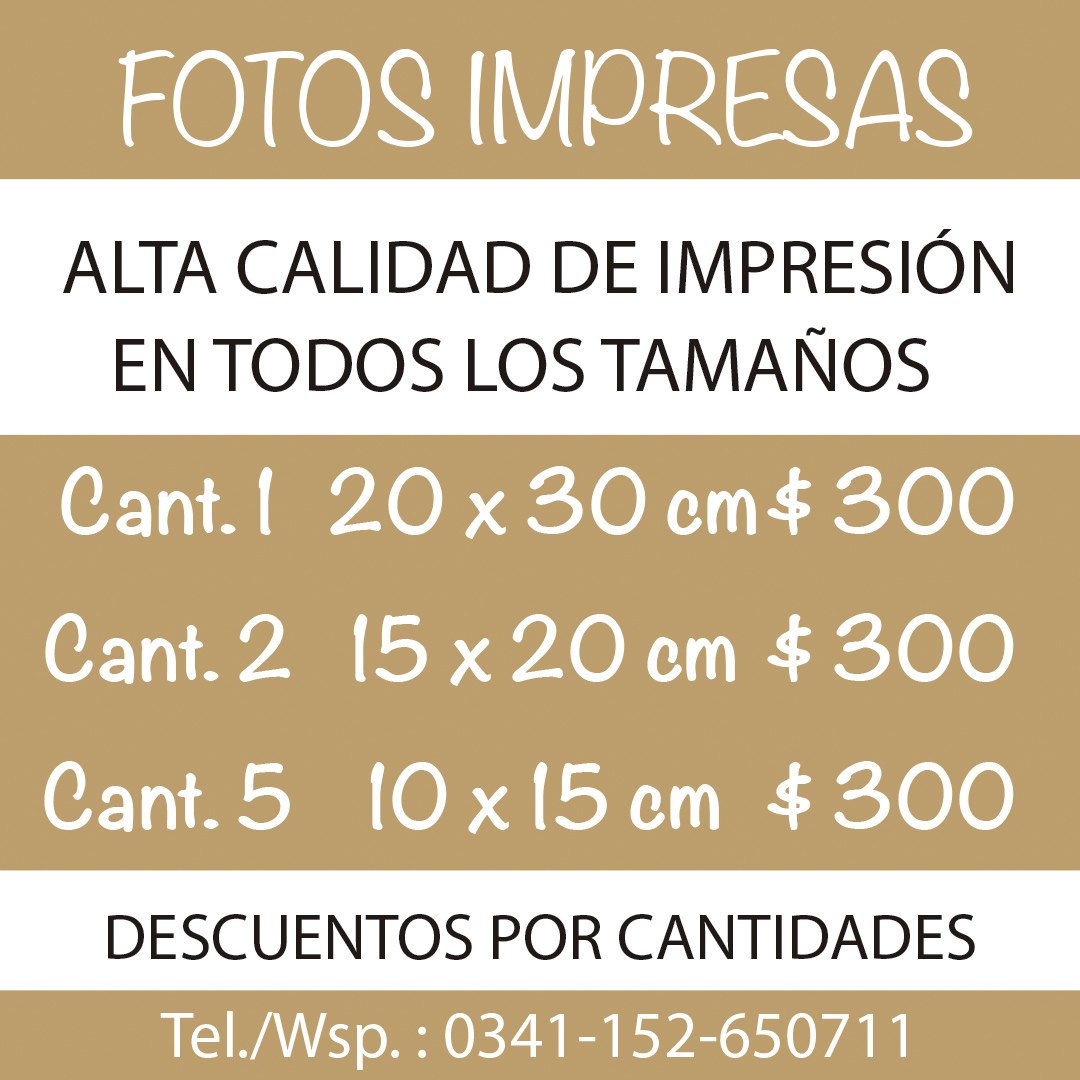 FOTOS IMPRESAS
ALTA CALIDAD DE IMPRESIÓN
EN TODOS LOS TAMAÑOS
Cant. 1 20 x 30 cm $ 300
Cant. 2 15 x 20 cm $ 300
Cant. 5 10 x 15 cm $ 300
DESCUENTOS POR CANTIDADES
Tel./Wsp. : 0341-152-650711